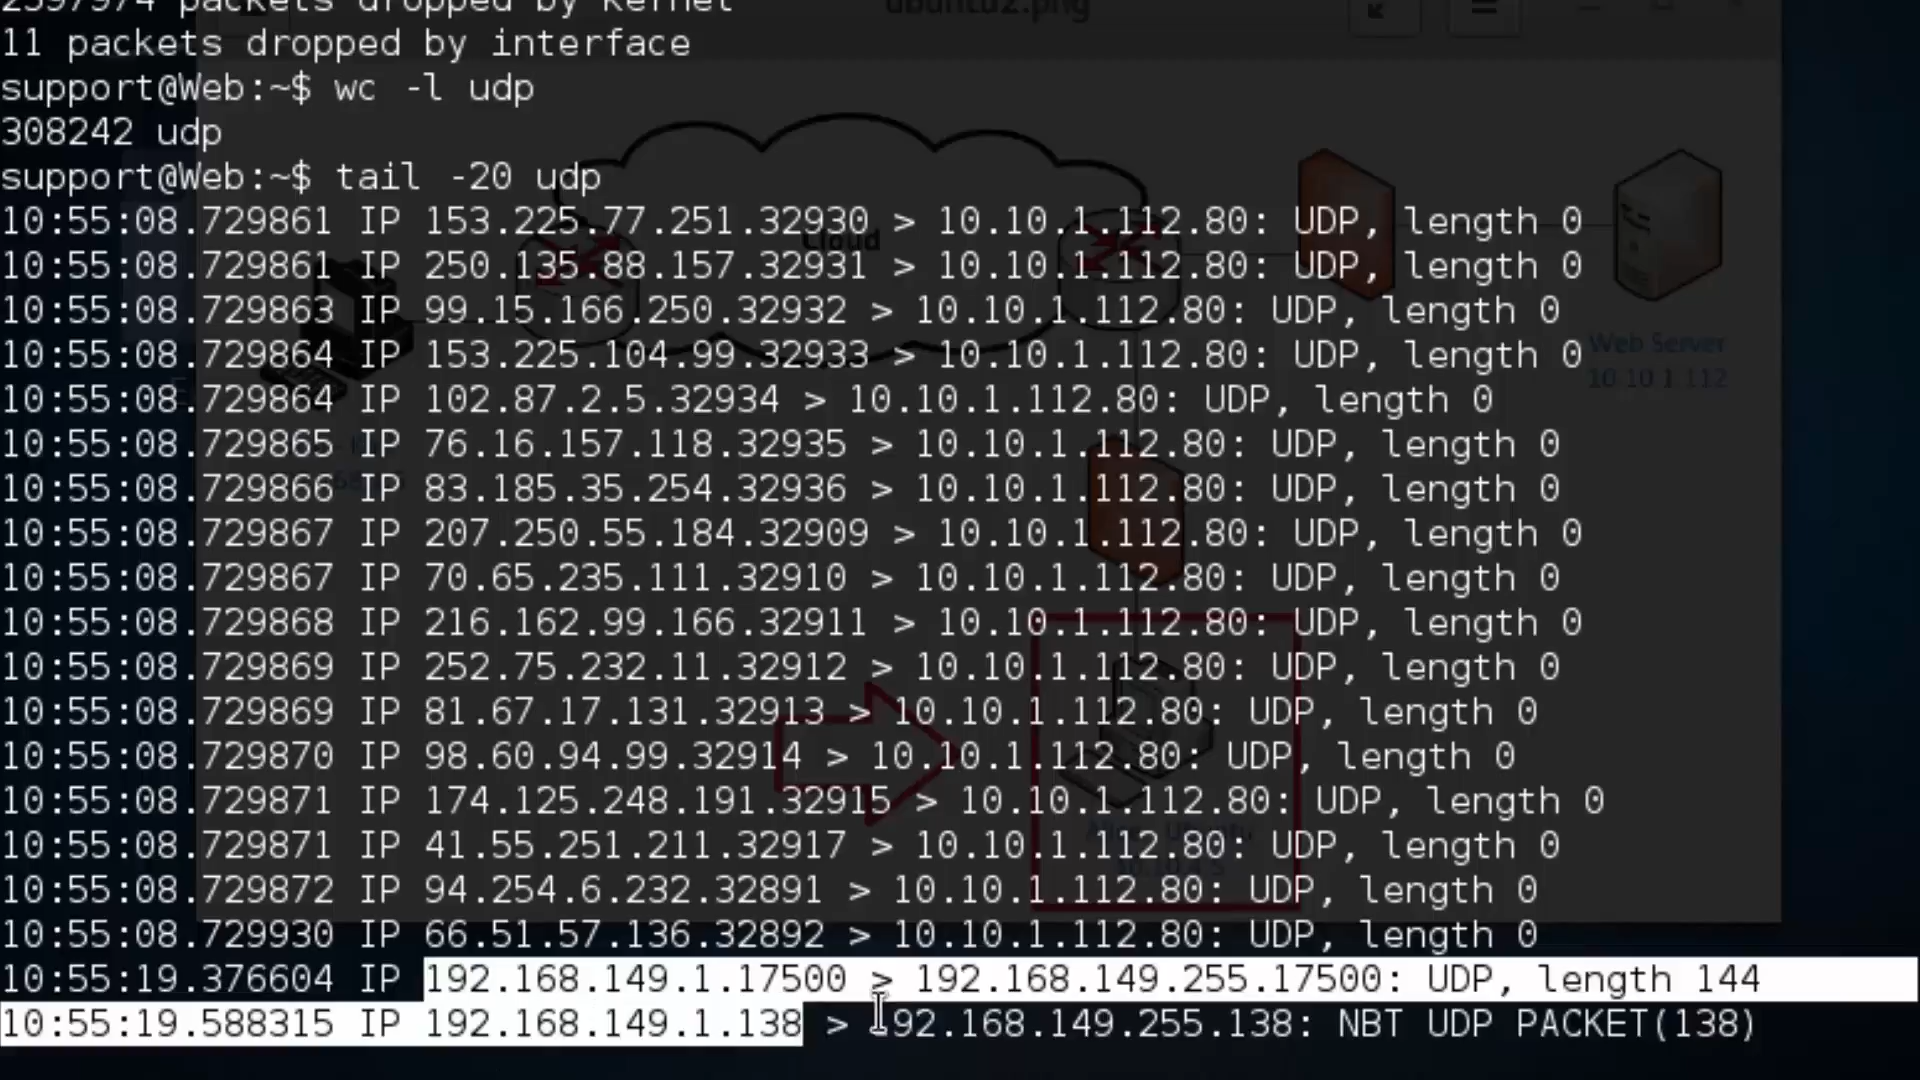 2597974 packets dropped by kernel
11 packets dropped by interface
support@Web:~$ wc -l udp
308242 udp
support@Web:~$ tail -20 udp
10:55:08.729861 IP 153.225.77.251.32930 > 10.10.1.112.80: UDP, length 0
10:55:08.729861 IP 250.135.88.157.32931 > 10.10.1.112.80: UDP, length 0
10:55:08.729863 IP 99.15.166.250.32932 > 10.10.1.112.80: UDP, length 0
10:55:08.729864 IP 153.225.104.99.32933 > 10.10.1.112.80: UDP, length 0
10:55:08.729864 IP 102.87.2.5.32934 > 10.10.1.112.80: UDP, length 0
10:55:08.729865 IP 76.16.157.118.32935 > 10.10.1.112.80: UDP, length 0
10:55:08.729866 IP 83.185.35.254.32936 > 10.10.1.112.80: UDP, length 0
10:55:08.729867 IP 207.250.55.184.32909 > 10.10.1.112.80: UDP, length 0
10:55:08.729867 IP 70.65.235.111.32910 > 10.10.1.112.80: UDP, length 0
10:55:08.729868 IP 216.162.99.166.32911 > 10.10.1.112.80: UDP, length 0
10:55:08.729869 IP 252.75.232.11.32912 > 10.10.1.112.80: UDP, length 0
10:55:08.729869 IP 81.67.17.131.32913 > 10.10.1.112.80: UDP, length 0
10:55:08.729870 IP 98.60.94.99.32914 > 10.10.1.112.80: UDP, length 0
10:55:08.729871 IP 174.125.248.191.32915 > 10.10.1.112.80: UDP, length 0
10:55:08.729871 IP 41.55.251.211.32917 > 10.10.1.112.80: UDP, length 0
10:55:08.729872 IP 94.254.6.232.32891 > 10.10.1.112.80: UDP, length 0
10:55:08.729930 IP 66.51.57.136.32892 > 10.10.1.112.80: UDP, length 0
10:55:19.376604 IP 192.168.149.1.17500 > 192.168.149.255.17500: UDP, length 144
10:55:19.588315 IP 192.168.149.1.138 > 192.168.149.255.138: NBT UDP PACKET(138)
ubuntu2.png
Cloud
Web Server
10.10.1.112